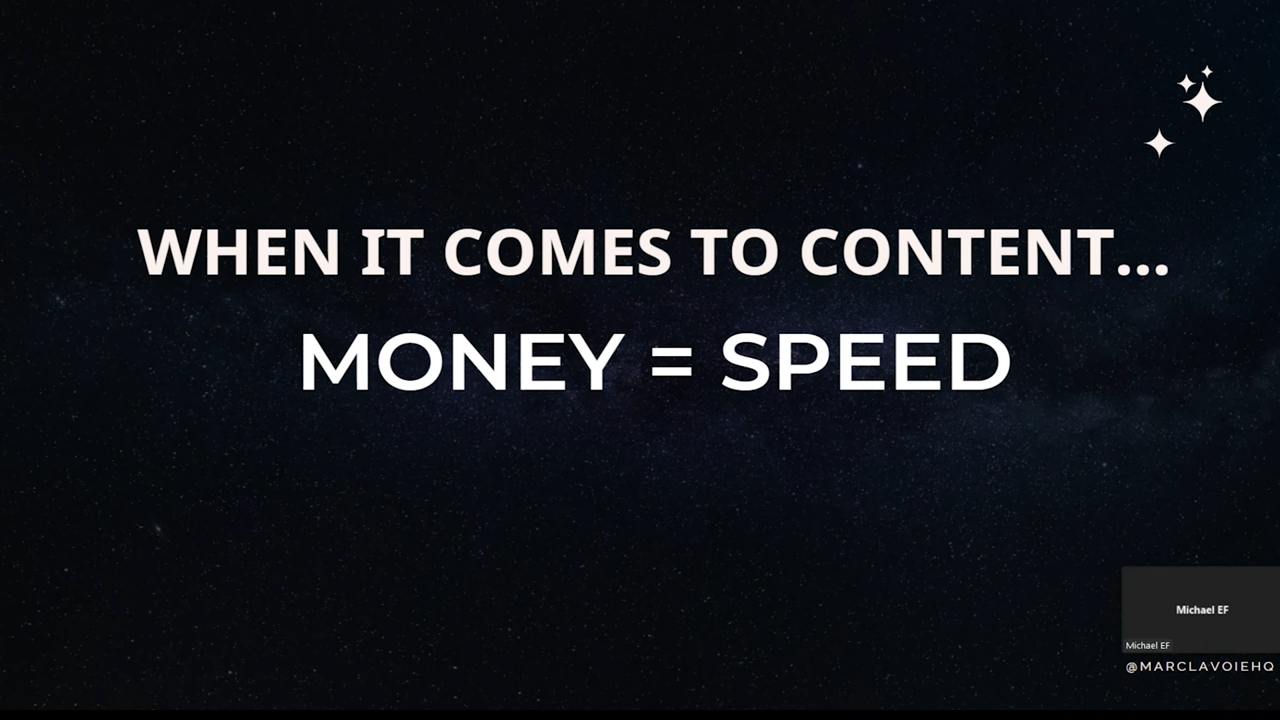 WHEN IT COMES TO CONTENT...
MONEY = SPEED
Michael EF
Michael EF
@MARCLAVOIEHQ